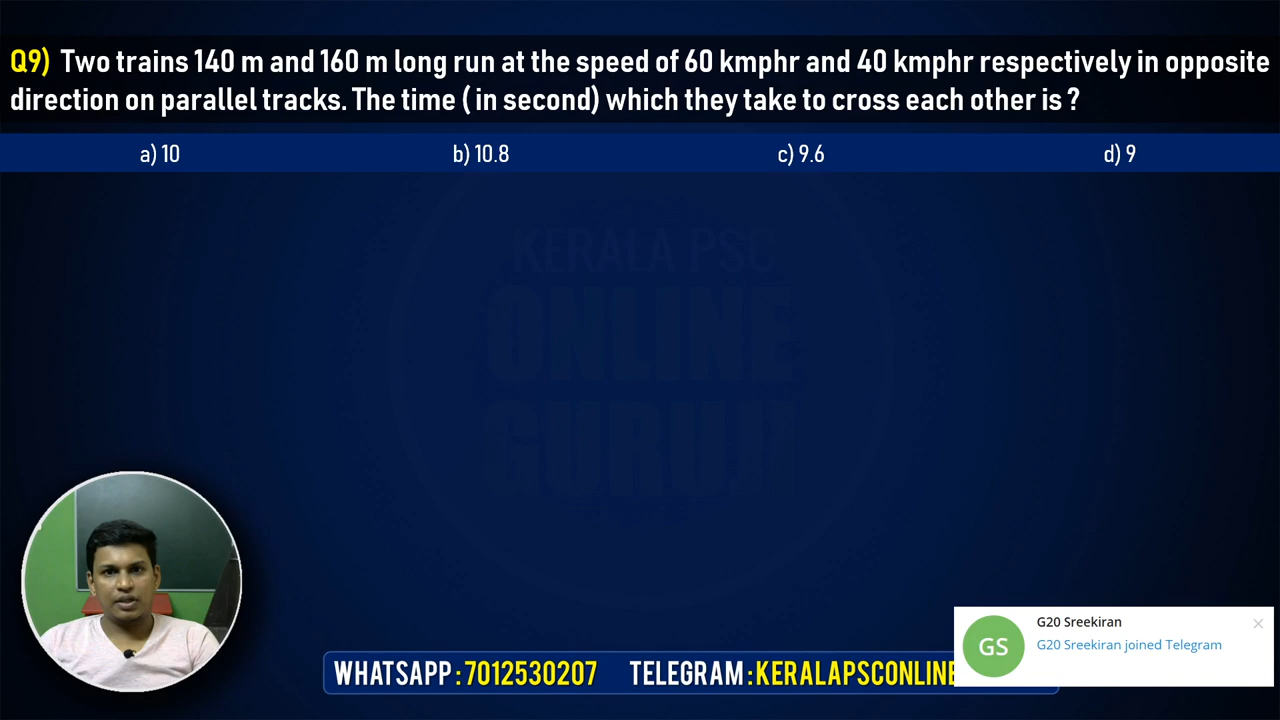 Q9) Two trains 140 m and 160 m long run at the speed of 60 kmphr and 40 kmphr respectively in opposite
direction on parallel tracks. The time ( in second) which they take to cross each other is ?
a) 10 b) 10.8 c) 9.6 d) 9
KERALA PSC
ONLINE
GURUJI
G20 Sreekiran
GS
G20 Sreekiran joined Telegram
WHATSAPP : 7012530207 TELEGRAM : KERALAPSCONLINE